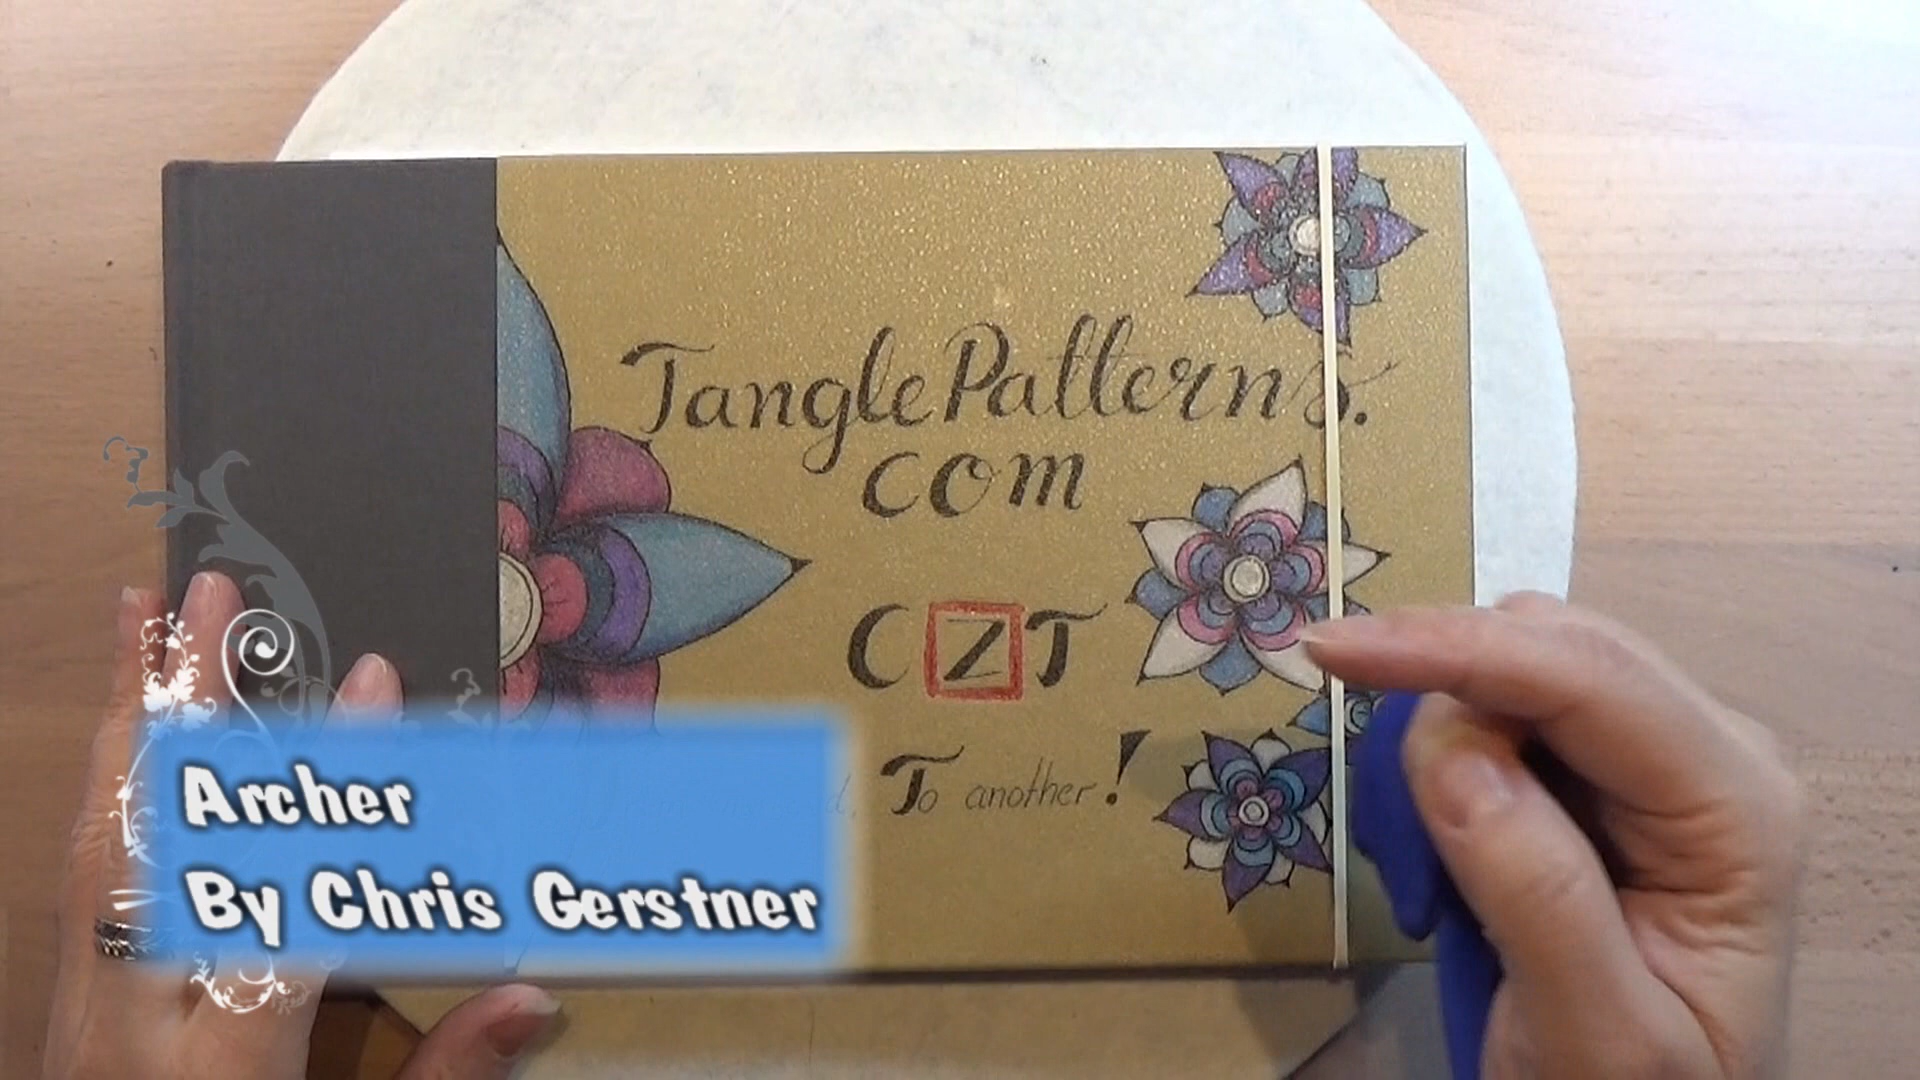 TanglePatterns.
com
CZT
To another!
Archer
By Chris Gerstner